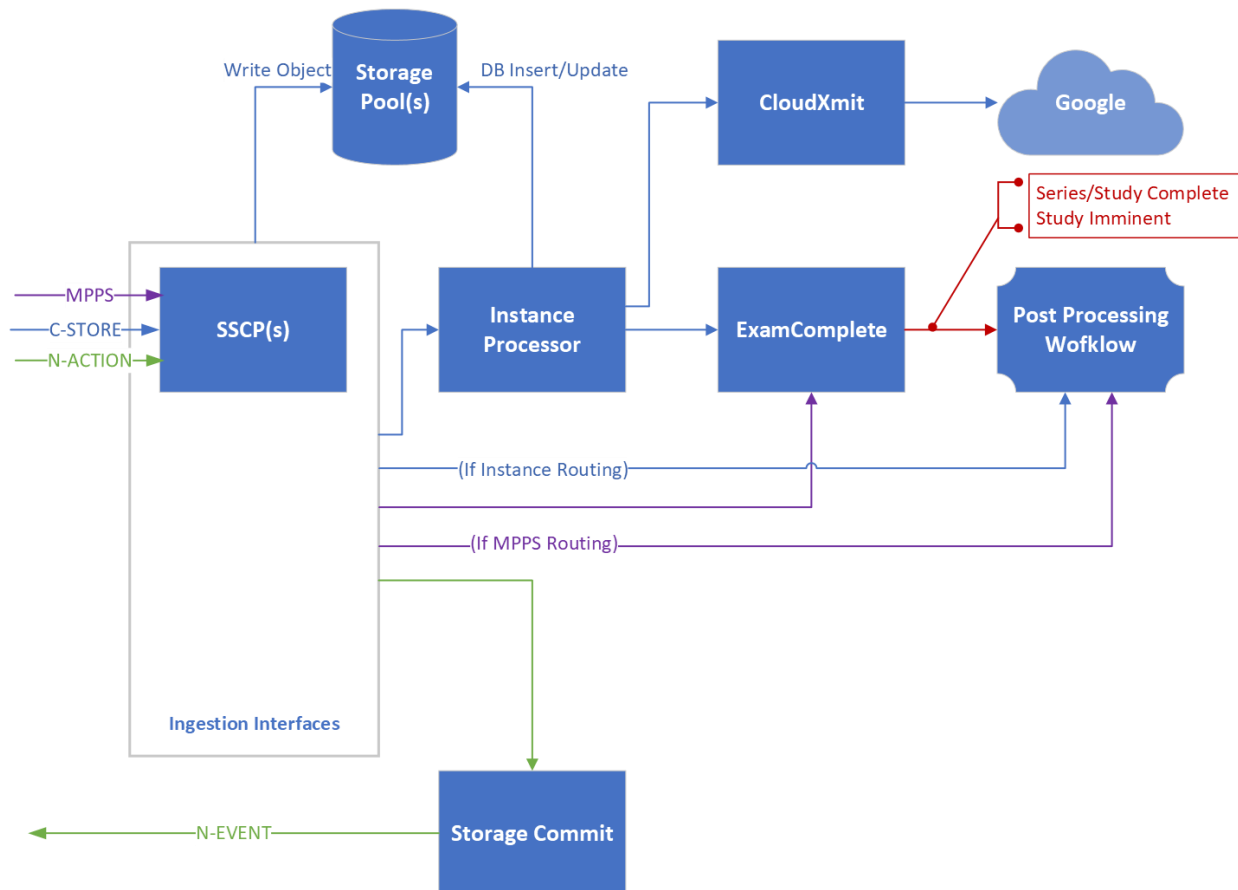 Write Object
Storage
Pool(s)
DB Insert/Update
CloudXmit
Google
Series/Study Complete
Study Imminent
MPPS
C-STORE
N-ACTION
SSCP(s)
Instance
Processor
ExamComplete
Post Processing
Wofklow
(If Instance Routing)
(If MPPS Routing)
Ingestion Interfaces
N-EVENT
Storage Commit